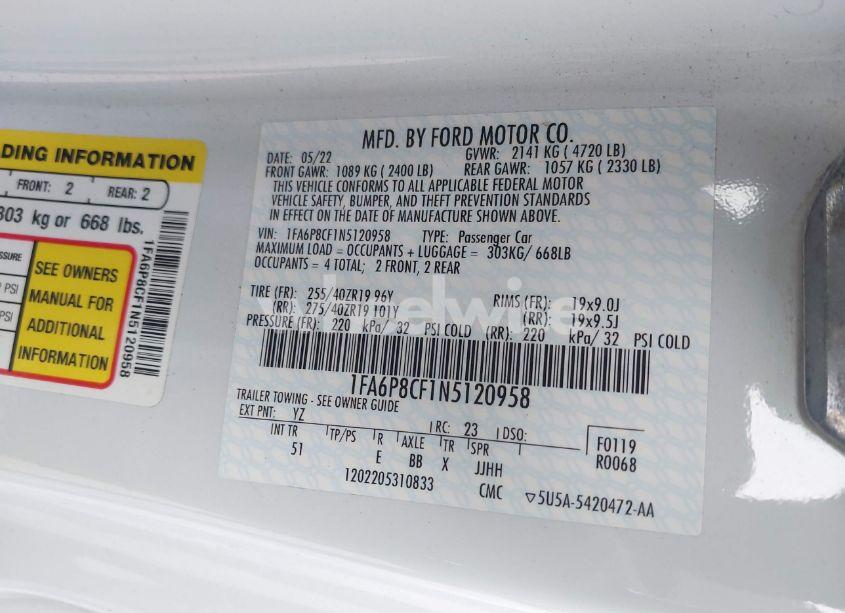 DING INFORMATION
FRONT: 2 REAR: 2
303 kg or 668 lbs.
SSURE
PSI
PSI
SEE OWNERS
MANUAL FOR
ADDITIONAL
INFORMATION
1FA6P8CF1N5120958
MFD. BY FORD MOTOR CO.
DATE: 05/22 GVWR: 2141 KG ( 4720 LB)
FRONT GAWR: 1089 KG ( 2400 LB) REAR GAWR: 1057 KG ( 2330 LB)
THIS VEHICLE CONFORMS TO ALL APPLICABLE FEDERAL MOTOR
VEHICLE SAFETY, BUMPER, AND THEFT PREVENTION STANDARDS
IN EFFECT ON THE DATE OF MANUFACTURE SHOWN ABOVE.
VIN: 1FA6P8CF1N5120958 TYPE: Passenger Car
MAXIMUM LOAD = OCCUPANTS + LUGGAGE = 303KG/ 668LB
OCCUPANTS = 4 TOTAL; 2 FRONT, 2 REAR
TIRE (FR): 255/40ZR19 96Y RIMS (FR): 19x9.0J
(RR): 275/40ZR19 101Y (RR): 19x9.5J
PRESSURE (FR): 220 kPa/ 32 PSI COLD (RR): 220 kPa/ 32 PSI COLD
1FA6P8CF1N5120958
TRAILER TOWING - SEE OWNER GUIDE
EXT PNT: YZ RC: 23 DSO:
INT TR TP/PS R AXLE TR SPR F0119
51 E BB X JJHH R0068
1202205310833 CMC ▽5U5A-5420472-AA